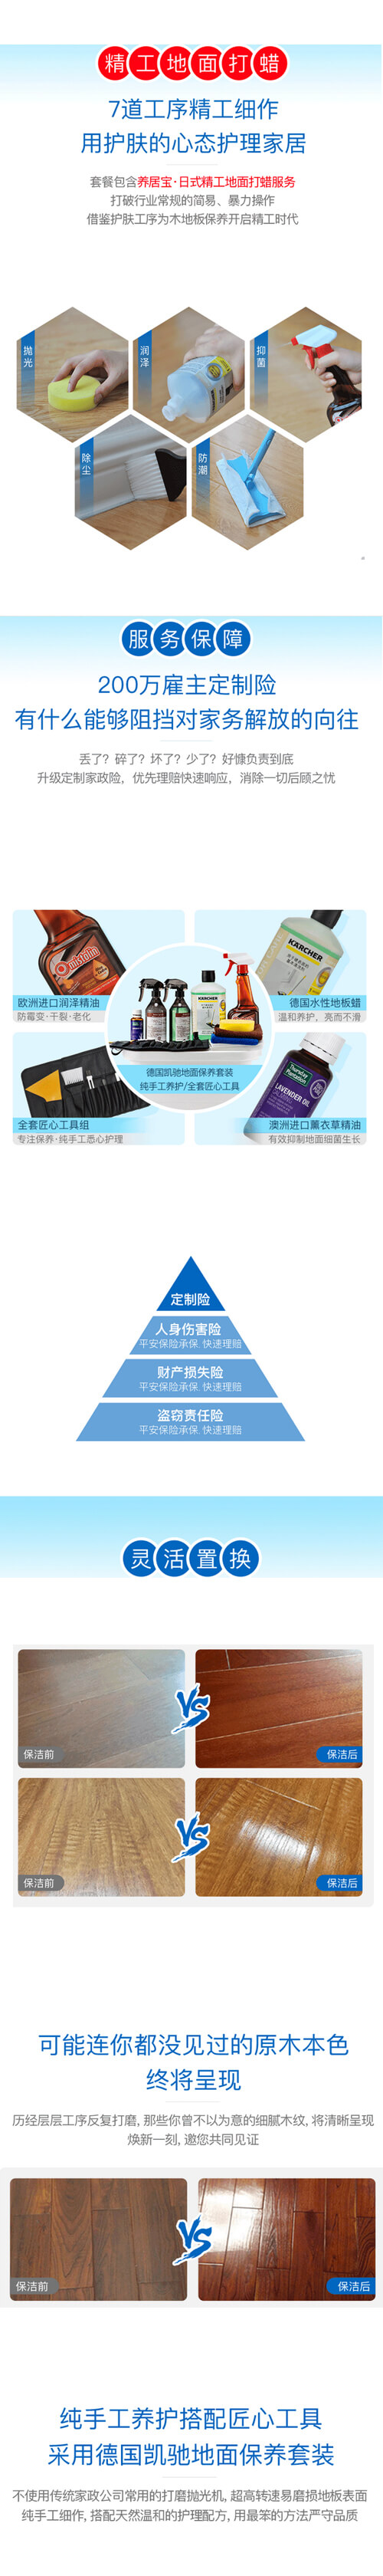 精工地面打蜡
7道工序精工细作
用护肤的心态护理家居
套餐包含养居宝·日式精工地面打蜡服务
打破行业常规的简易、暴力操作
借鉴护肤工序为木地板保养开启精工时代
抛光
润泽
抑菌
除尘
防潮
服务保障
200万雇主定制险
有什么能够阻挡对家务解放的向往
丢了？碎了？坏了？少了？好慷负责到底
升级定制家政险，优先理赔快速响应，消除一切后顾之忧
欧洲进口润泽精油
防霉变·干裂·老化
KÄRCHER
德国水性地板蜡
温和养护，亮而不滑
KÄRCHER
德国凯驰地面保养套装
纯手工养护/全套匠心工具
全套匠心工具组
专注保养·纯手工悉心护理
Thursday Plantation
LAVENDER OIL
澳洲进口薰衣草精油
有效抑制地面细菌生长
定制险
人身伤害险
平安保险承保，快速理赔
财产损失险
平安保险承保，快速理赔
盗窃责任险
平安保险承保，快速理赔
灵活置换
保洁前
VS
保洁后
保洁前
VS
保洁后
可能连你都没见过的原木本色
终将呈现
历经层层工序反复打磨，那些你曾不以为意的细腻木纹，将清晰呈现
焕新一刻，邀您共同见证
保洁前
VS
保洁后
纯手工养护搭配匠心工具
采用德国凯驰地面保养套装
不使用传统家政公司常用的打磨抛光机，超高转速易磨损地板表面
纯手工细作，搭配天然温和的护理配方，用最笨的方法严守品质